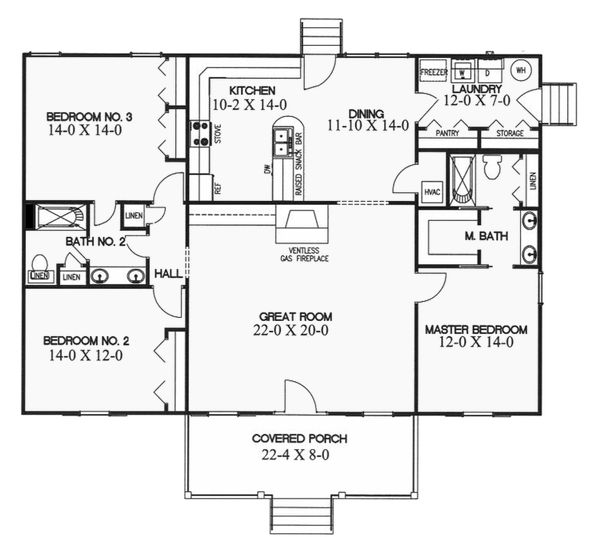 FREEZER
W
D
WH
KITCHEN
10-2 X 14-0
LAUNDRY
12-0 X 7-0
BEDROOM NO. 3
14-0 X 14-0
DINING
11-10 X 14-0
STOVE
PANTRY
STORAGE
DW
RAISED SNACK BAR
REF
HVAC
LINEN
LINEN
BATH NO. 2
M. BATH
VENTLESS
GAS FIREPLACE
LINEN
LINEN
HALL
GREAT ROOM
22-0 X 20-0
MASTER BEDROOM
12-0 X 14-0
BEDROOM NO. 2
14-0 X 12-0
COVERED PORCH
22-4 X 8-0